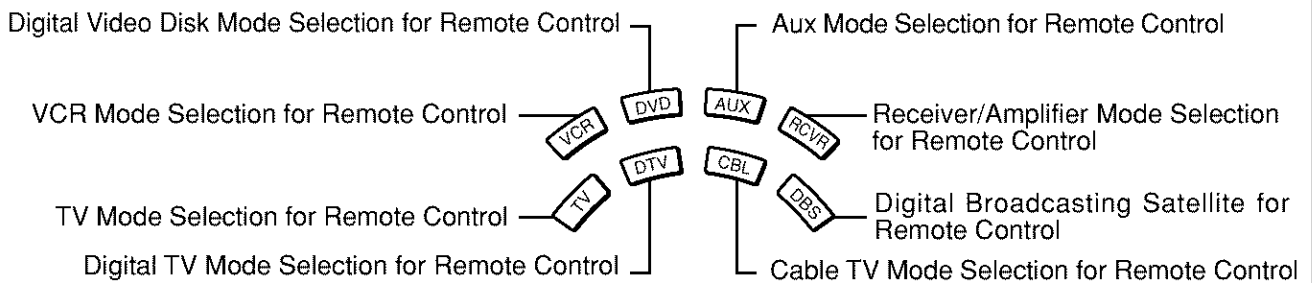 Digital Video Disk Mode Selection for Remote Control
Aux Mode Selection for Remote Control
DVD
AUX
VCR Mode Selection for Remote Control
VCR
RCVR
Receiver/Amplifier Mode Selection
for Remote Control
DTV
CBL
TV Mode Selection for Remote Control
TV
DBS
Digital Broadcasting Satellite for
Remote Control
Digital TV Mode Selection for Remote Control
Cable TV Mode Selection for Remote Control